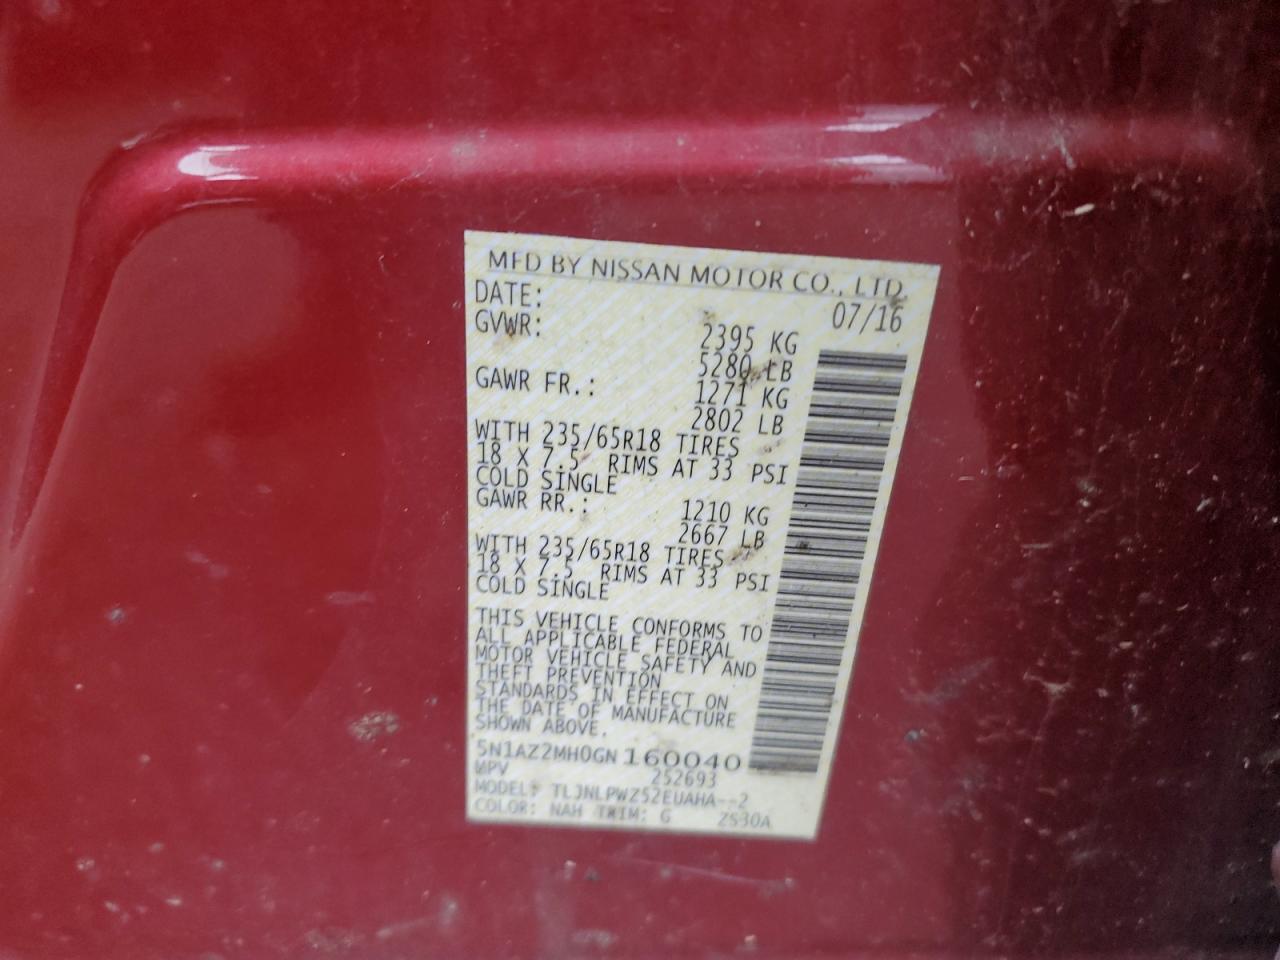 MFD BY NISSAN MOTOR CO., LTD
DATE: 07/16
GVWR: 2395 KG
5280 LB
GAWR FR.: 1271 KG
2802 LB
WITH 235/65R18 TIRES
18 X 7.5 RIMS AT 33 PSI
COLD SINGLE
GAWR RR.: 1210 KG
2667 LB
WITH 235/65R18 TIRES
18 X 7.5 RIMS AT 33 PSI
COLD SINGLE
THIS VEHICLE CONFORMS TO
ALL APPLICABLE FEDERAL
MOTOR VEHICLE SAFETY AND
THEFT PREVENTION
STANDARDS IN EFFECT ON
THE DATE OF MANUFACTURE
SHOWN ABOVE.
5N1AZ2MH0GN160040
MPV 252693
MODEL: TLJNLPWZ52EUAHA--2
COLOR: NAH TRIM: G ZS30A